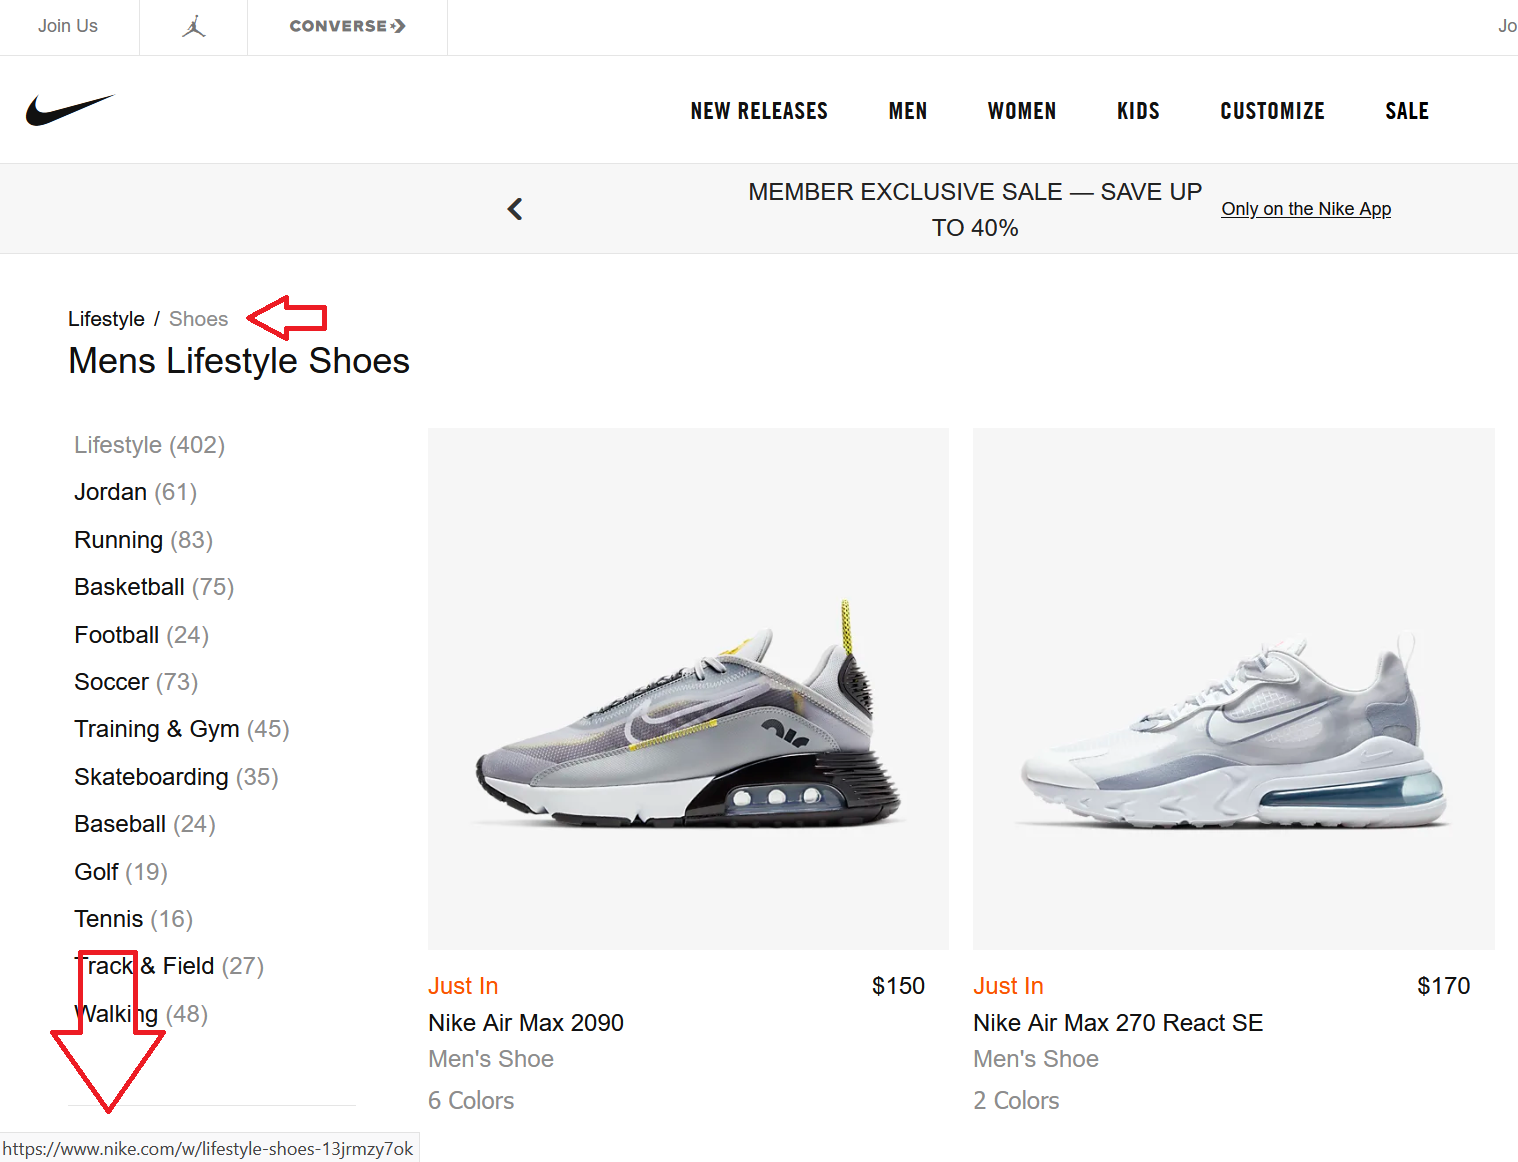 Join Us
CONVERSE
Jo
NEW RELEASES MEN WOMEN KIDS CUSTOMIZE SALE
MEMBER EXCLUSIVE SALE — SAVE UP
TO 40%
Only on the Nike App
Lifestyle / Shoes
Mens Lifestyle Shoes
Lifestyle (402)
Jordan (61)
Running (83)
Basketball (75)
Football (24)
Soccer (73)
Training & Gym (45)
Skateboarding (35)
Baseball (24)
Golf (19)
Tennis (16)
Track & Field (27)
Walking (48)
air
Just In $150
Nike Air Max 2090
Men's Shoe
6 Colors
Just In $170
Nike Air Max 270 React SE
Men's Shoe
2 Colors
https://www.nike.com/w/lifestyle-shoes-13jrmzy7ok